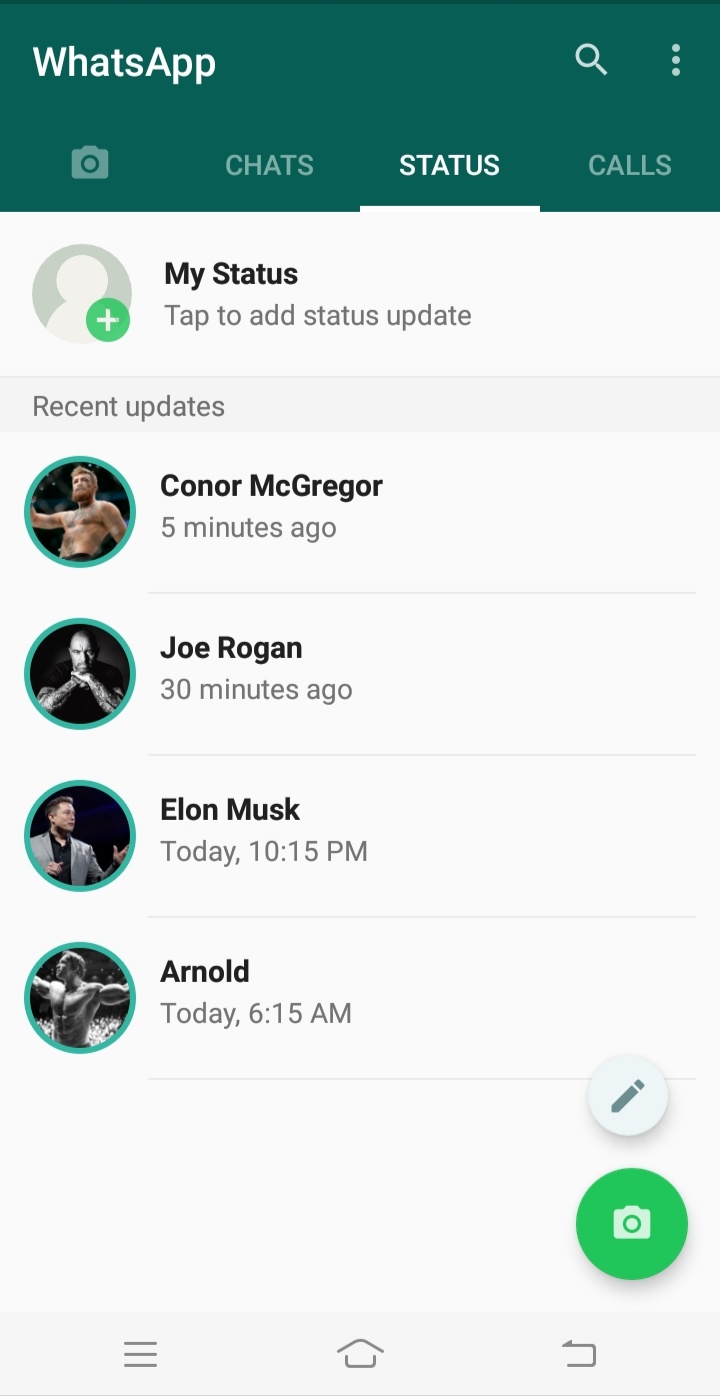 WhatsApp
CHATS
STATUS
CALLS
My Status
Tap to add status update
Recent updates
Conor McGregor
5 minutes ago
Joe Rogan
30 minutes ago
Elon Musk
Today, 10:15 PM
Arnold
Today, 6:15 AM